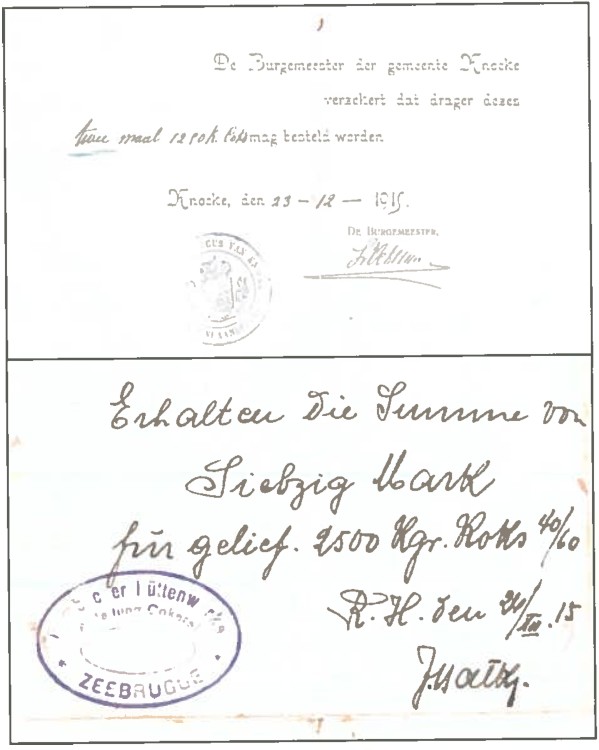 De Burgemeester der gemeente Knocke
verzekert dat drager dezes
twee maal 1250 k. Coks mag besteld worden
Knocke, den 23 - 12 - 1915.
De Burgemeester,
Erhalten die Summe von
Siebzig Mark
für gelief. 2500 Kgr. Koks 40/60
R. H. den 24/XII. 15
ZEEBRUGGE